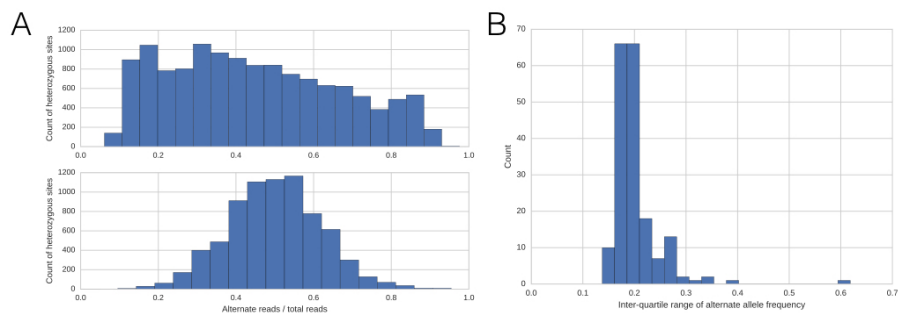 A
Count of heterozygous sites
1200
1000
800
600
400
200
0
0.0 0.2 0.4 0.6 0.8 1.0
Count of heterozygous sites
1200
1000
800
600
400
200
0
0.0 0.2 0.4 0.6 0.8 1.0
Alternate reads / total reads
B
Count
70
60
50
40
30
20
10
0
0.0 0.1 0.2 0.3 0.4 0.5 0.6 0.7
Inter-quartile range of alternate allele frequency